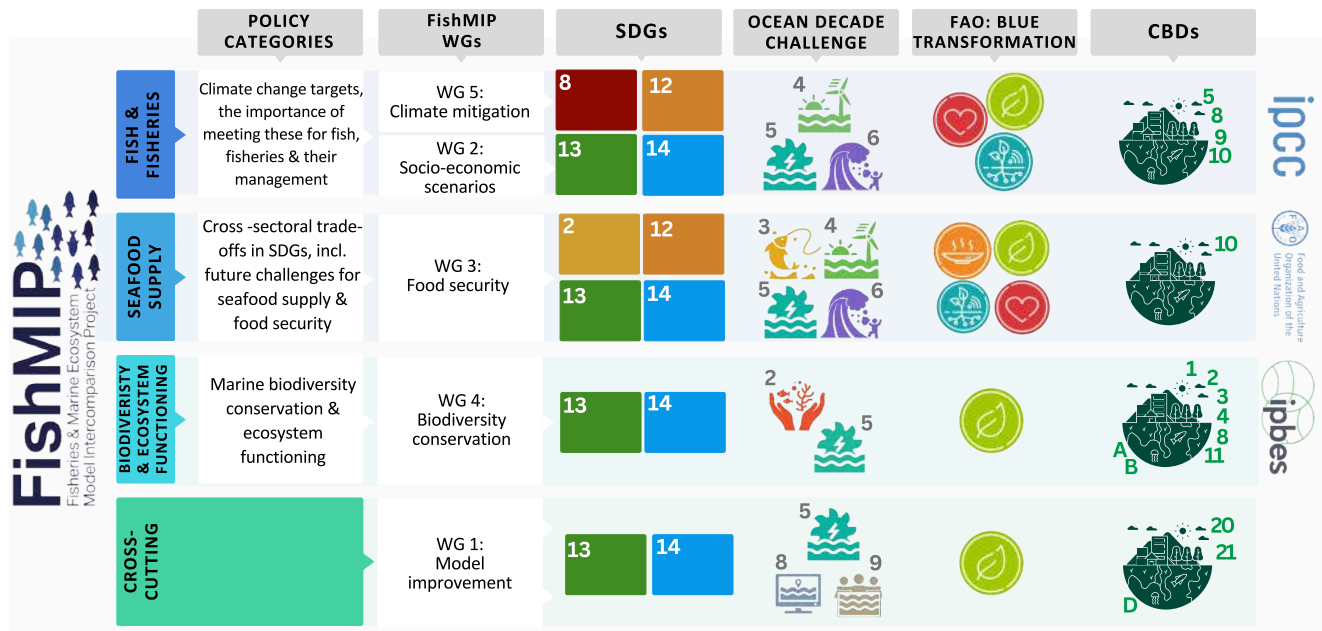 POLICY
CATEGORIES
FishMIP
WGs
SDGs
OCEAN DECADE
CHALLENGE
FAO: BLUE
TRANSFORMATION
CBDs
FishMIP
Fisheries & Marine Ecosystem
Model Intercomparison Project
FISH &
FISHERIES
Climate change targets,
the importance of
meeting these for fish,
fisheries & their
management
WG 5:
Climate mitigation
WG 2:
Socio-economic
scenarios
8
12
13
14
4
5
6
5
8
9
10
ipcc
SEAFOOD
SUPPLY
Cross -sectoral trade-
offs in SDGs, incl.
future challenges for
seafood supply &
food security
WG 3:
Food security
2
12
13
14
3
4
5
6
10
F A O
Food and Agriculture
Organization of the
United Nations
BIODIVERISTY
& ECOSYSTEM
FUNCTIONING
Marine biodiversity
conservation &
ecosystem
functioning
WG 4:
Biodiversity
conservation
13
14
2
5
1
2
3
4
8
11
A
B
ipbes
CROSS-
CUTTING
WG 1:
Model
improvement
13
14
5
8
9
20
21
D